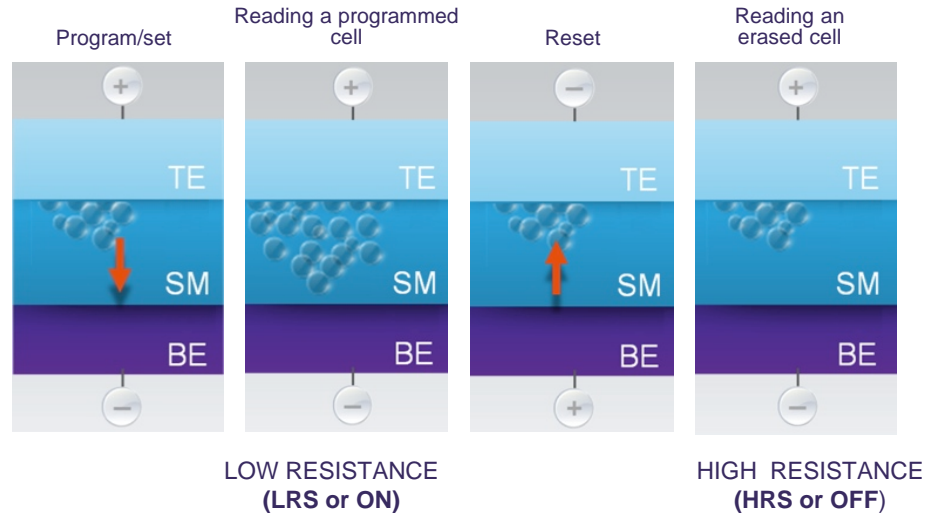 Program/set
Reading a programmed
cell
Reset
Reading an
erased cell
+
+
−
+
TE
TE
TE
TE
SM
SM
SM
SM
BE
BE
BE
BE
−
−
+
−
LOW RESISTANCE
(LRS or ON)
HIGH RESISTANCE
(HRS or OFF)